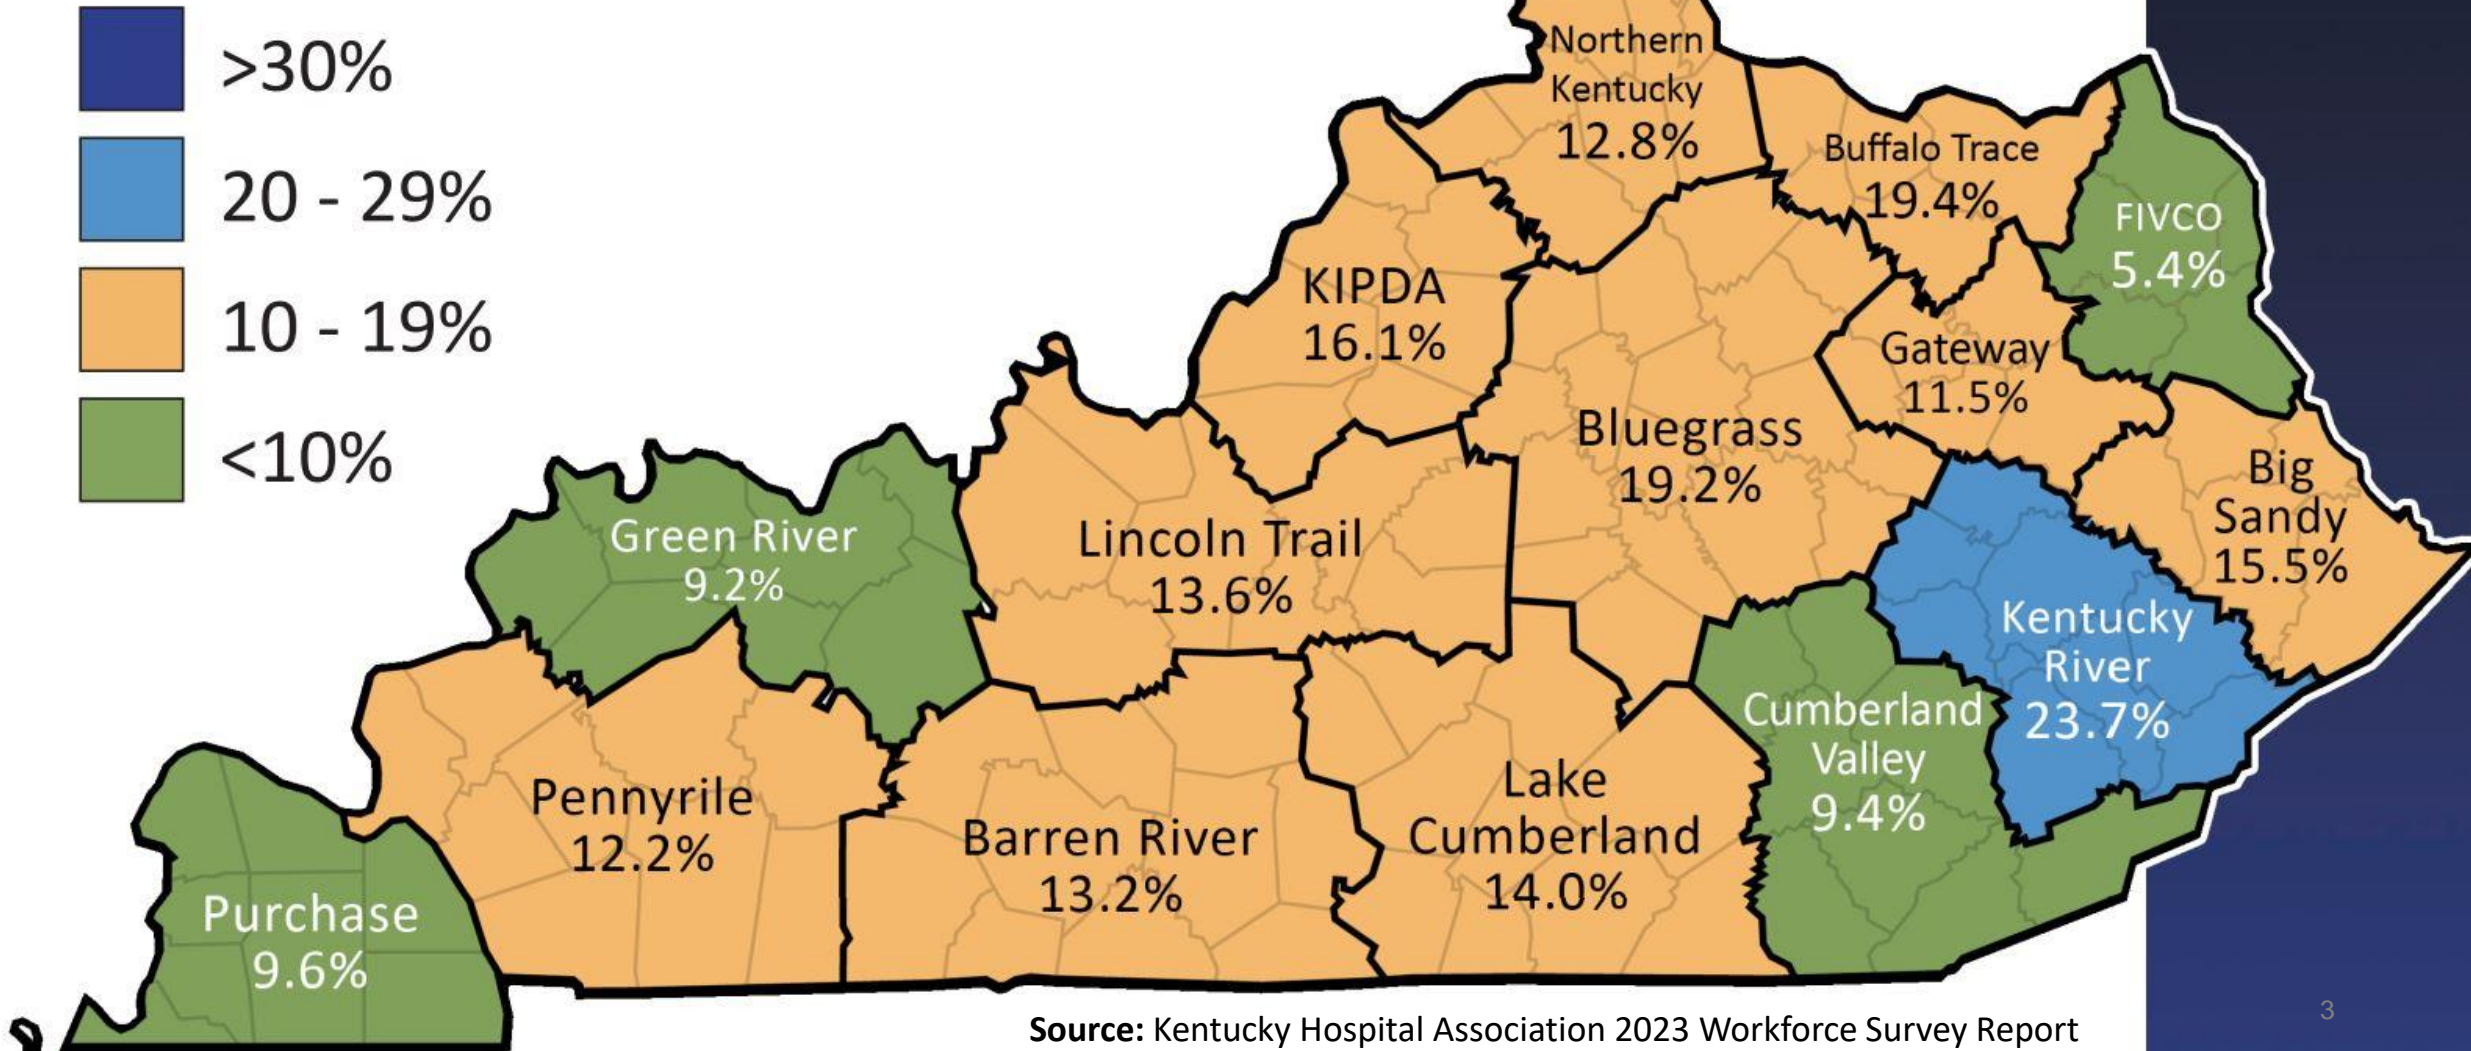 >30%
20 - 29%
10 - 19%
<10%
Northern
Kentucky
12.8%
Buffalo Trace
19.4%
FIVCO
5.4%
KIPDA
16.1%
Gateway
11.5%
Bluegrass
19.2%
Big
Sandy
15.5%
Green River
9.2%
Lincoln Trail
13.6%
Kentucky
River
23.7%
Cumberland
Valley
9.4%
Pennyrile
12.2%
Barren River
13.2%
Lake
Cumberland
14.0%
Purchase
9.6%
Source: Kentucky Hospital Association 2023 Workforce Survey Report
3